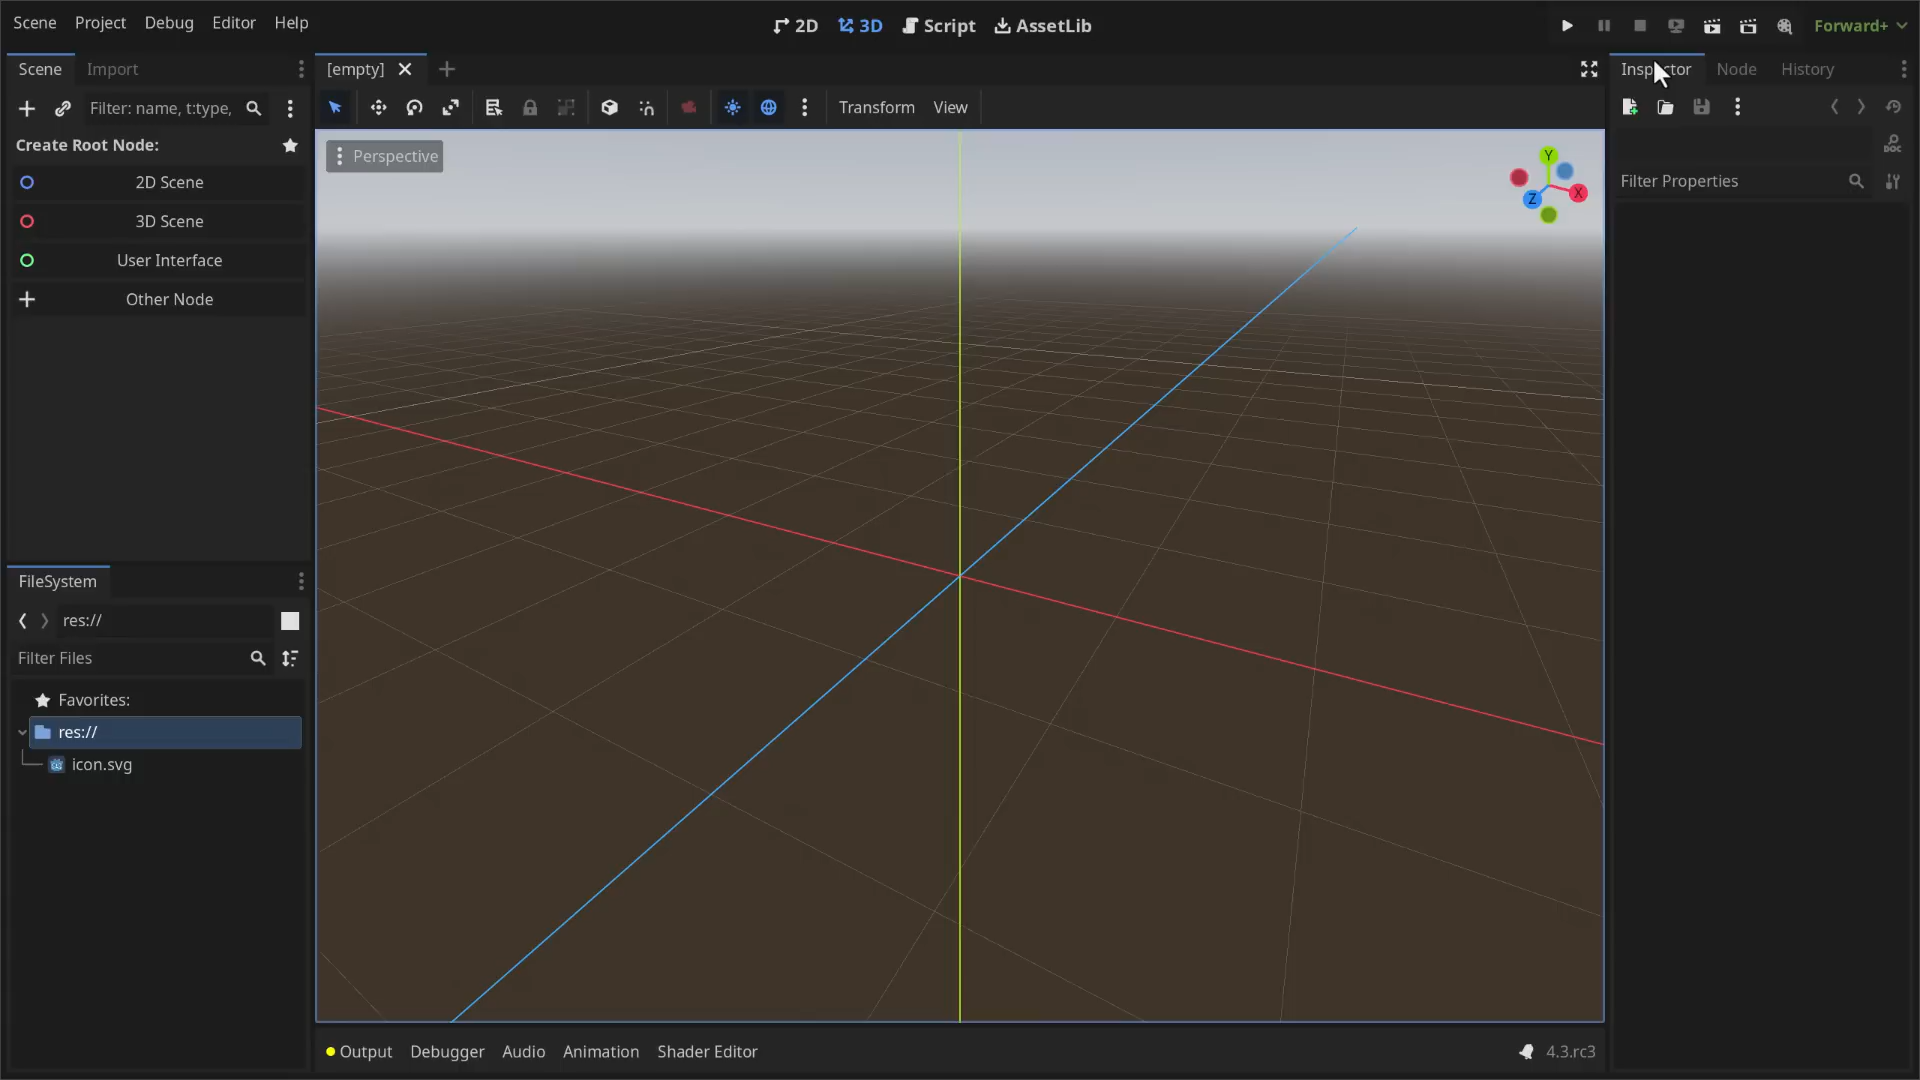 Scene Project Debug Editor Help
2D 3D Script AssetLib
Forward+
Scene Import
[empty]
Inspector Node History
Filter: name, t:type,
Transform View
Create Root Node:
Perspective
DOC
2D Scene
Filter Properties
3D Scene
User Interface
Other Node
Y
X
Z
FileSystem
res://
Filter Files
Favorites:
res://
icon.svg
Output Debugger Audio Animation Shader Editor
4.3.rc3